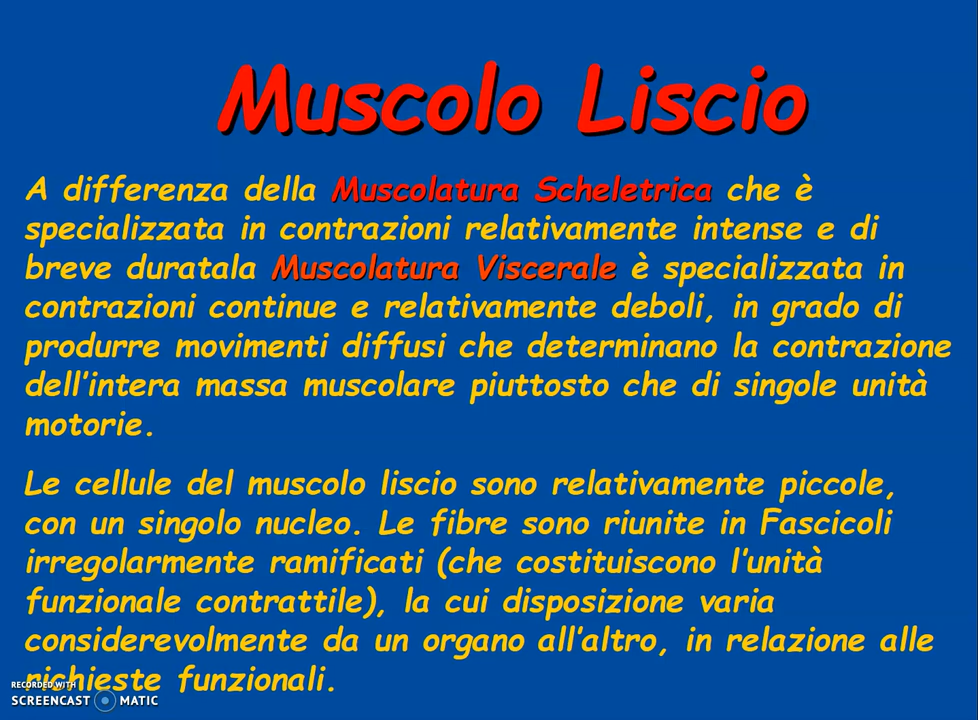 Muscolo Liscio
A differenza della Muscolatura Scheletrica che è
specializzata in contrazioni relativamente intense e di
breve duratala Muscolatura Viscerale è specializzata in
contrazioni continue e relativamente deboli, in grado di
produrre movimenti diffusi che determinano la contrazione
dell'intera massa muscolare piuttosto che di singole unità
motorie.
Le cellule del muscolo liscio sono relativamente piccole,
con un singolo nucleo. Le fibre sono riunite in Fascicoli
irregolarmente ramificati (che costituiscono l'unità
funzionale contrattile), la cui disposizione varia
considerevolmente da un organo all'altro, in relazione alle
richieste funzionali.
RECORDED WITH
SCREENCAST MATIC